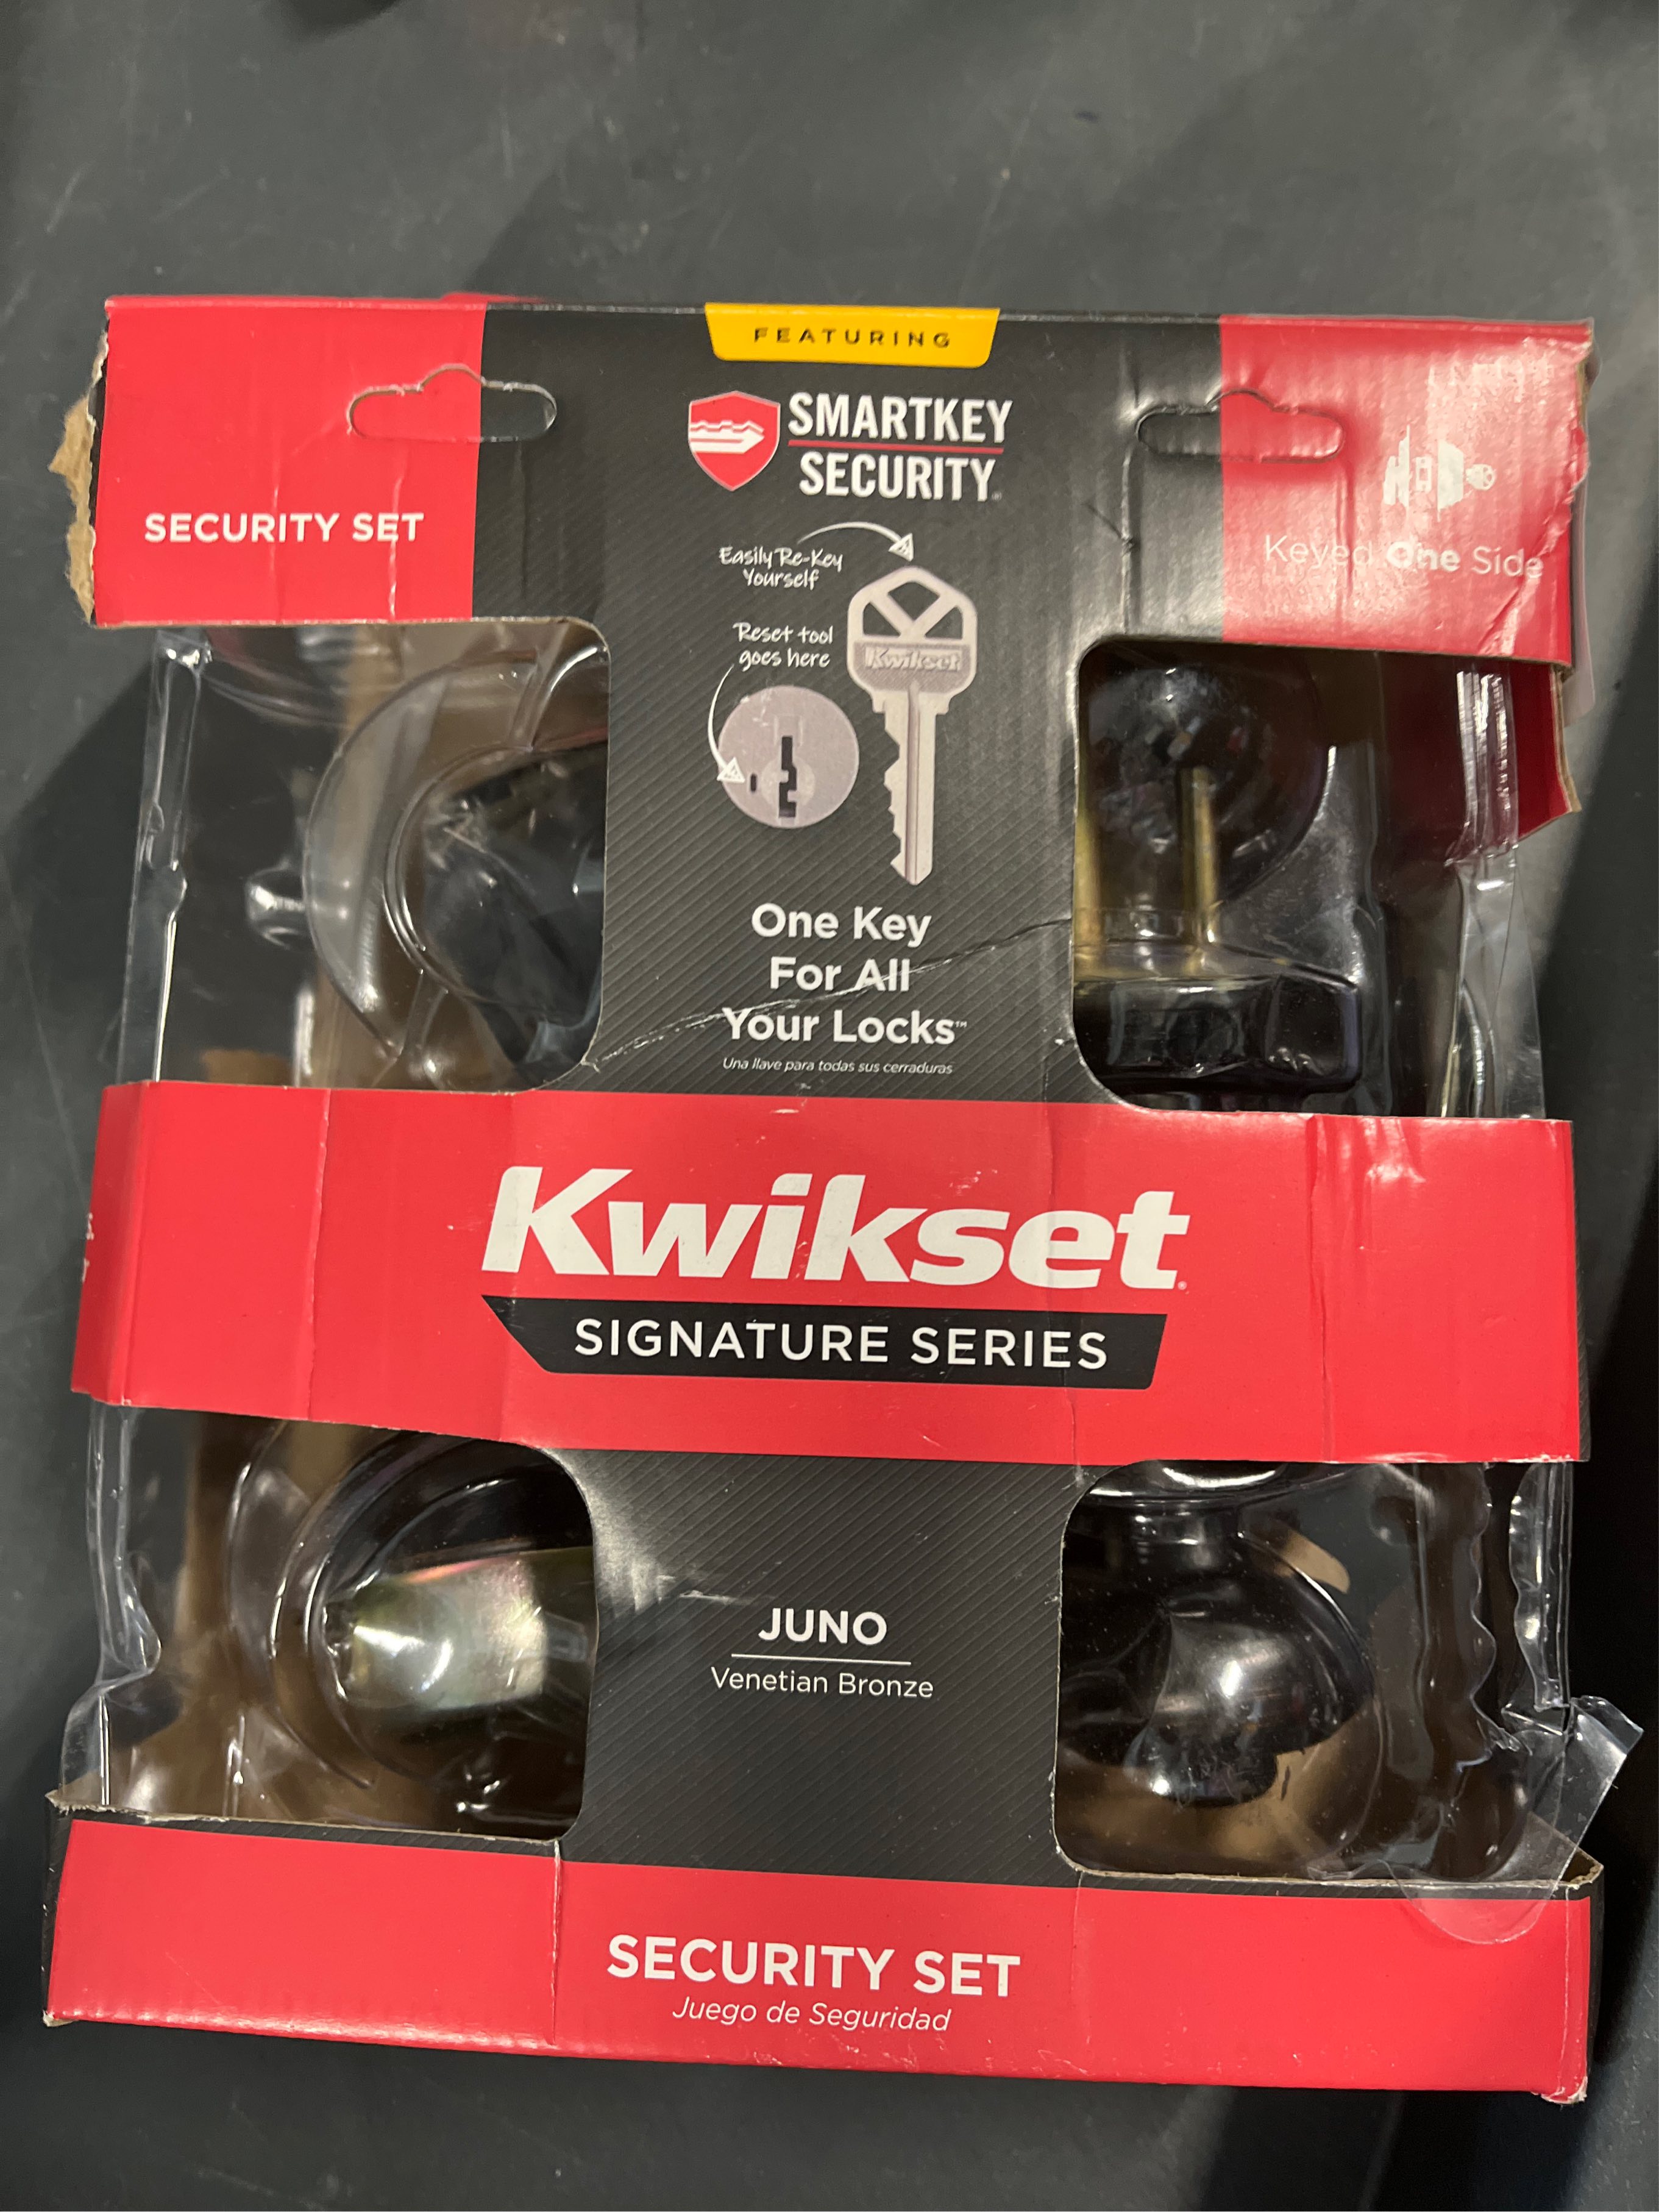 FEATURING
SMARTKEY
SECURITY
SECURITY SET
Keyed One Side
Easily Re-Key
Yourself
Reset tool
goes here
Kwikset
One Key
For All
Your Locks™
Una llave para todas sus cerraduras
Kwikset
SIGNATURE SERIES
JUNO
Venetian Bronze
SECURITY SET
Juego de Seguridad